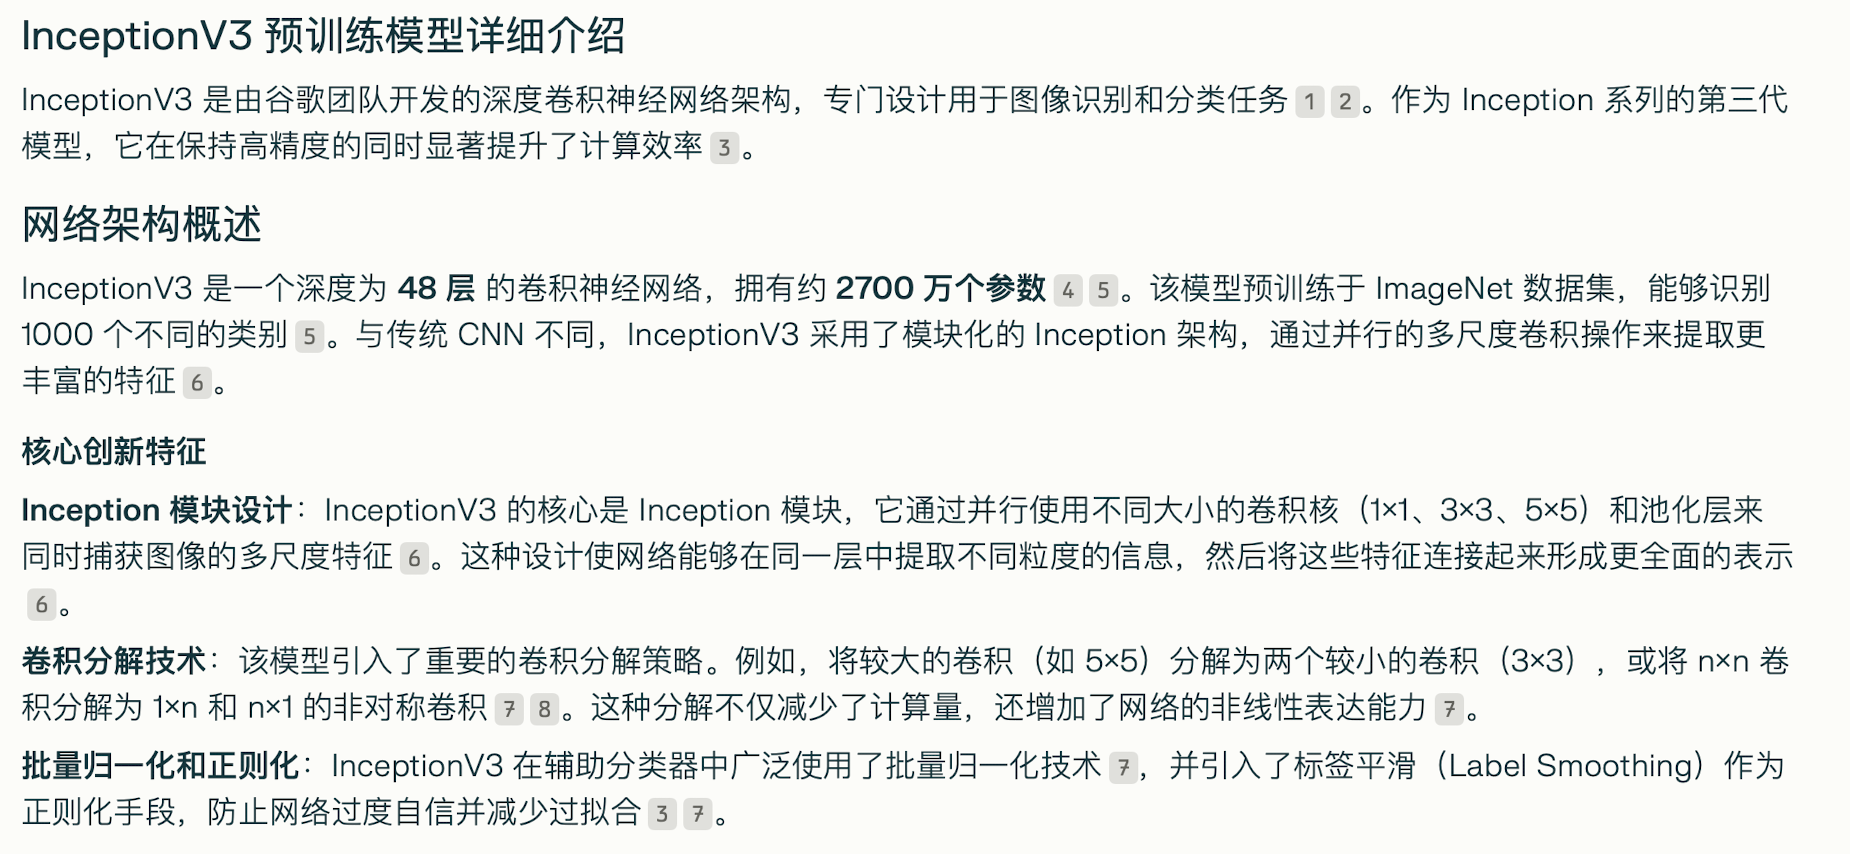 InceptionV3 预训练模型详细介绍
InceptionV3 是由谷歌团队开发的深度卷积神经网络架构，专门设计用于图像识别和分类任务 1 2。作为 Inception 系列的第三代
模型，它在保持高精度的同时显著提升了计算效率 3。
网络架构概述
InceptionV3 是一个深度为 48 层 的卷积神经网络，拥有约 2700 万个参数 4 5。该模型预训练于 ImageNet 数据集，能够识别
1000 个不同的类别 5。与传统 CNN 不同，InceptionV3 采用了模块化的 Inception 架构，通过并行的多尺度卷积操作来提取更
丰富的特征 6。
核心创新特征
Inception 模块设计：InceptionV3 的核心是 Inception 模块，它通过并行使用不同大小的卷积核（1×1、3×3、5×5）和池化层来
同时捕获图像的多尺度特征 6。这种设计使网络能够在同一层中提取不同粒度的信息，然后将这些特征连接起来形成更全面的表示
6。
卷积分解技术：该模型引入了重要的卷积分解策略。例如，将较大的卷积（如 5×5）分解为两个较小的卷积（3×3），或将 n×n 卷
积分解为 1×n 和 n×1 的非对称卷积 7 8。这种分解不仅减少了计算量，还增加了网络的非线性表达能力 7。
批量归一化和正则化：InceptionV3 在辅助分类器中广泛使用了批量归一化技术 7，并引入了标签平滑（Label Smoothing）作为
正则化手段，防止网络过度自信并减少过拟合 3 7。